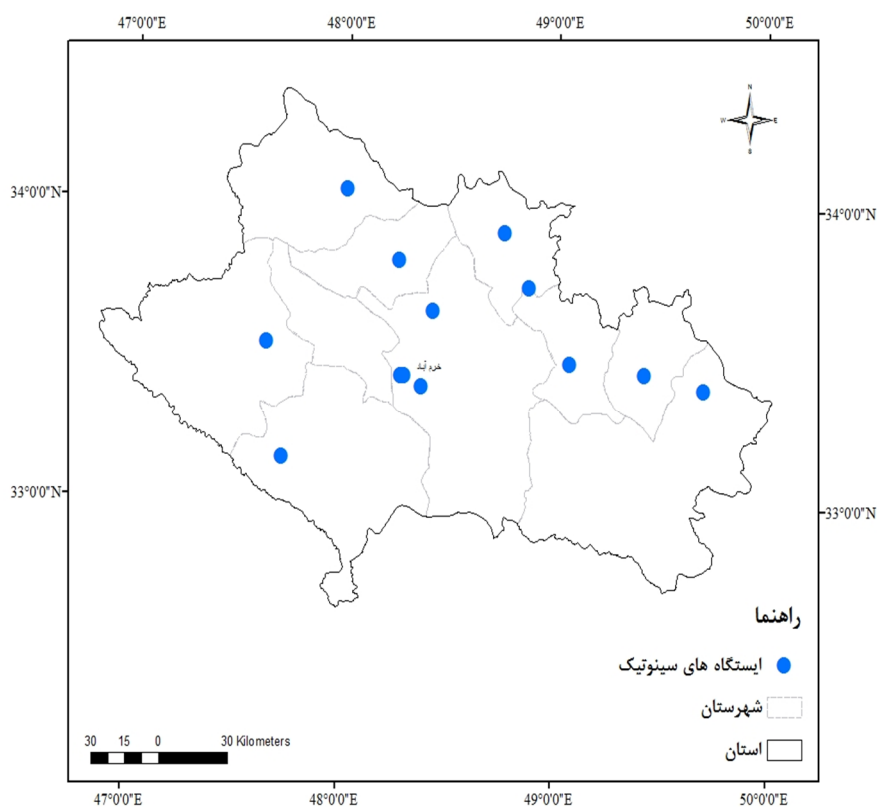 47°0'0"E 48°0'0"E 49°0'0"E 50°0'0"E
N
W E
S
34°0'0"N 34°0'0"N
خرم آباد
33°0'0"N 33°0'0"N
راهنما
ایستگاه های سینوتیک
شهرستان
استان
30 15 0 30 Kilometers
47°0'0"E 48°0'0"E 49°0'0"E 50°0'0"E